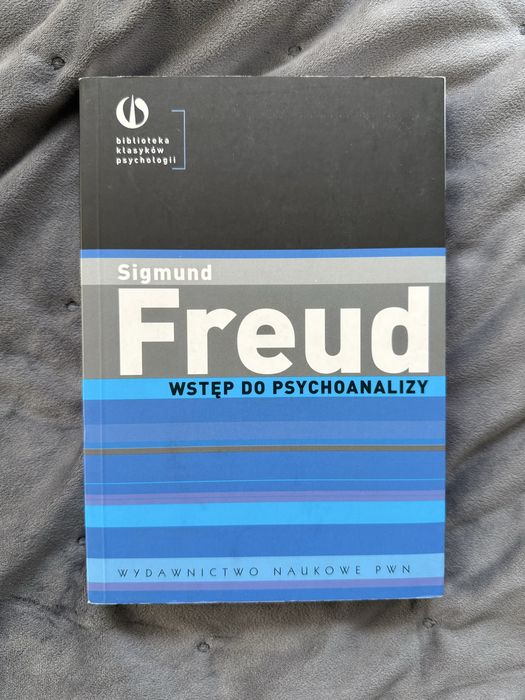 biblioteka
klasyków
psychologii
Sigmund
Freud
WSTĘP DO PSYCHOANALIZY
WYDAWNICTWO NAUKOWE PWN